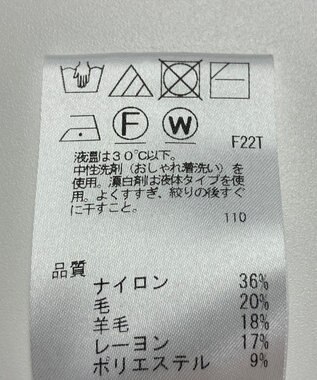 F W F22T
液温は30℃以下。
中性洗剤（おしゃれ着洗い）を
使用。漂白剤は液体タイプを使
用。よくすすぎ、絞りの後すぐ
に干すこと。
110
品質
ナイロン 36%
毛 20%
羊毛 18%
レーヨン 17%
ポリエステル 9%